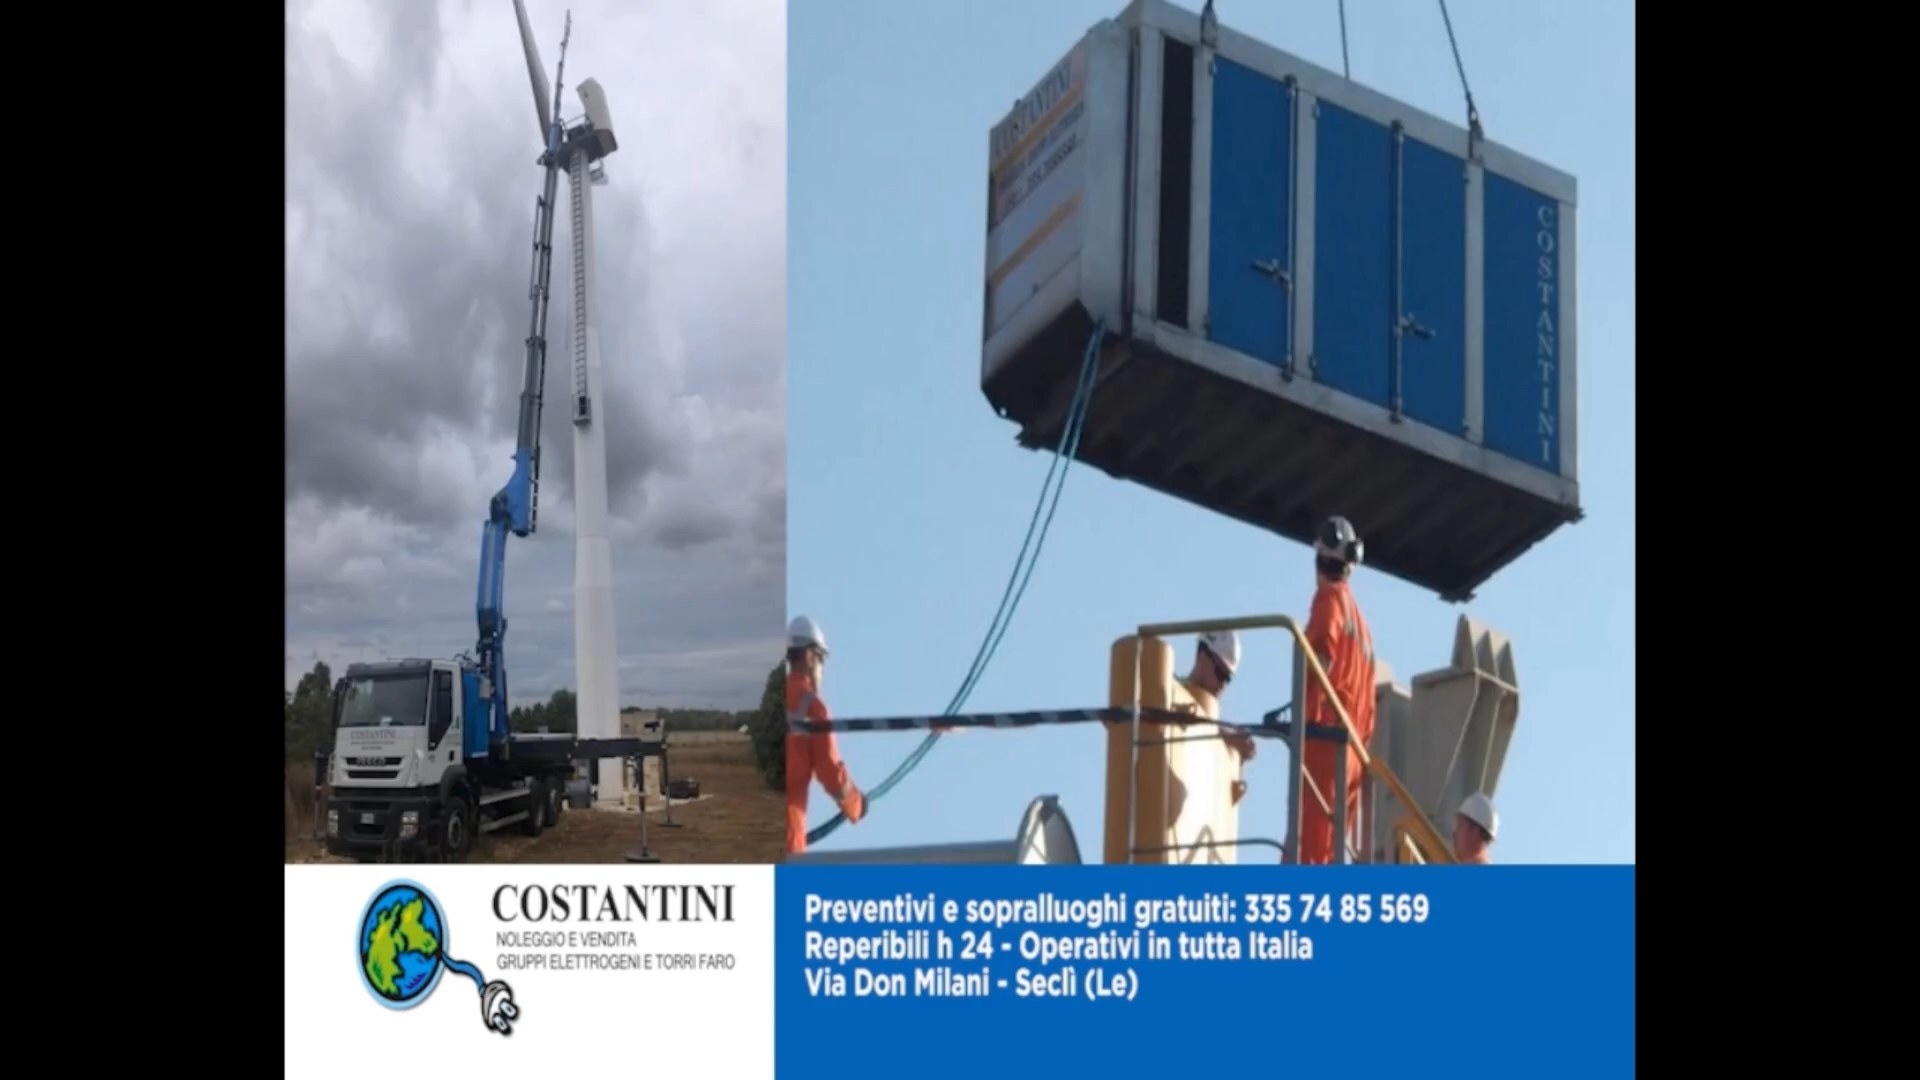 COSTANTINI
COSTANTINI
COSTANTINI
IVECO
COSTANTINI
NOLEGGIO E VENDITA
GRUPPI ELETTROGENI E TORRI FARO
Preventivi e sopralluoghi gratuiti: 335 74 85 569
Reperibili h 24 - Operativi in tutta Italia
Via Don Milani - Seclì (Le)